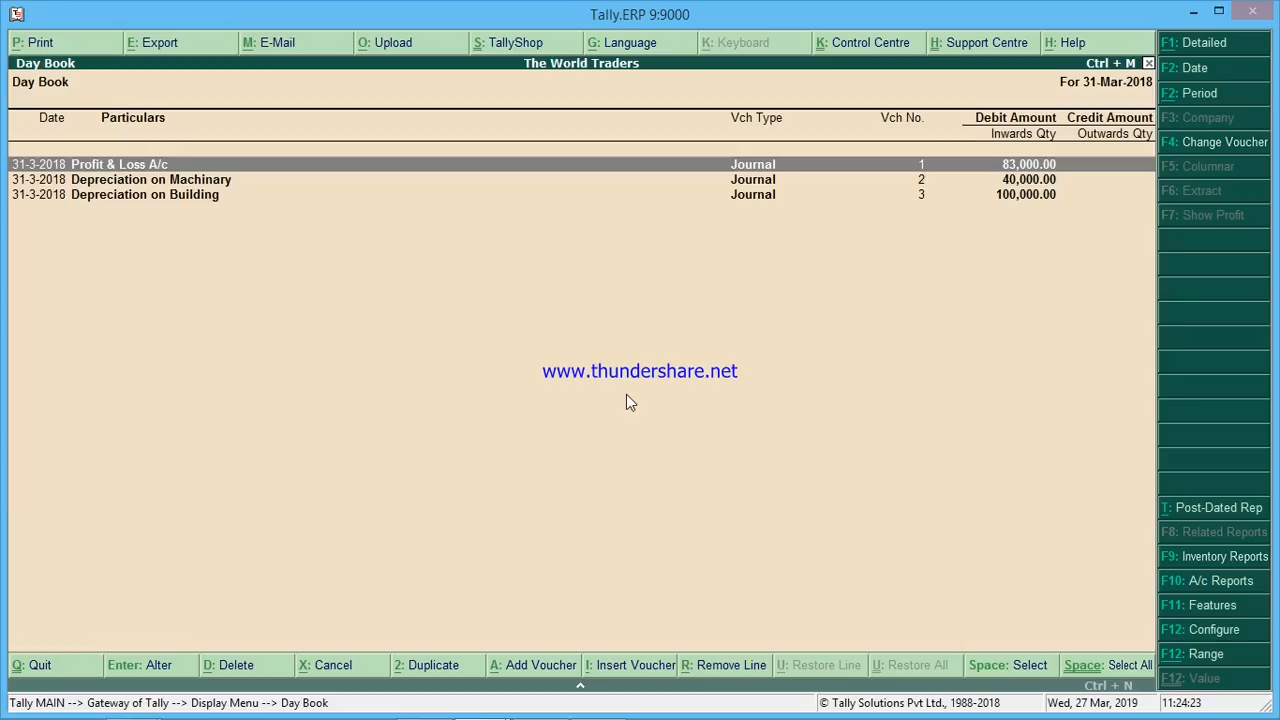 Tally.ERP 9:9000
P: Print E: Export M: E-Mail O: Upload S: TallyShop G: Language K: Keyboard K: Control Centre H: Support Centre H: Help
Day Book The World Traders Ctrl + M
Day Book For 31-Mar-2018
Date Particulars Vch Type Vch No. Debit Amount Credit Amount
Inwards Qty Outwards Qty
31-3-2018 Profit & Loss A/c Journal 1 83,000.00
31-3-2018 Depreciation on Machinary Journal 2 40,000.00
31-3-2018 Depreciation on Building Journal 3 100,000.00
www.thundershare.net
F1: Detailed
F2: Date
F2: Period
F3: Company
F4: Change Voucher
F5: Columnar
F6: Extract
F7: Show Profit
T: Post-Dated Rep
F8: Related Reports
F9: Inventory Reports
F10: A/c Reports
F11: Features
F12: Configure
F12: Range
F12: Value
Q: Quit Enter: Alter D: Delete X: Cancel 2: Duplicate A: Add Voucher I: Insert Voucher R: Remove Line U: Restore Line U: Restore All Space: Select Space: Select All
Ctrl + N
Tally MAIN --> Gateway of Tally --> Display Menu --> Day Book © Tally Solutions Pvt Ltd., 1988-2018 Wed, 27 Mar, 2019 11:24:23